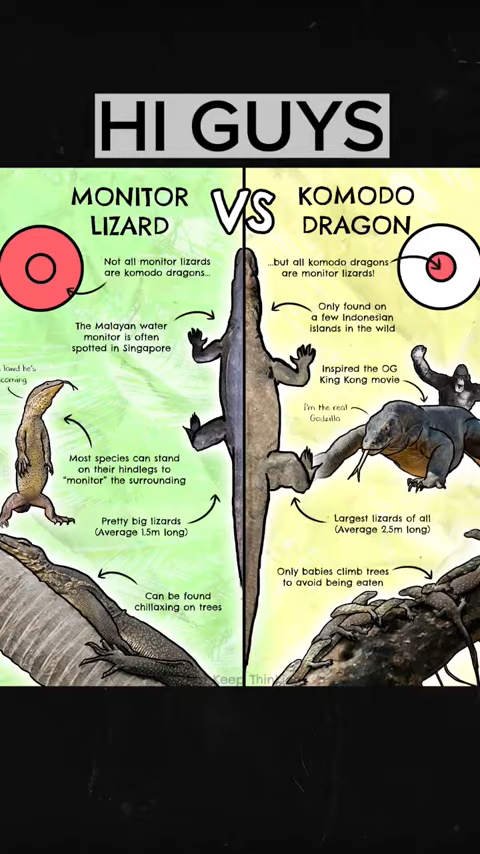 HI GUYS
MONITOR
LIZARD
VS
KOMODO
DRAGON
Not all monitor lizards
are komodo dragons...
...but all komodo dragons
are monitor lizards!
The Malayan water
monitor is often
spotted in Singapore
Only found on
a few Indonesian
islands in the wild
he's
coming
Inspired the OG
King Kong movie
I'm the real
Godzilla
Most species can stand
on their hindlegs to
"monitor" the surrounding
Pretty big lizards
(Average 1.5m long)
Largest lizards of all
(Average 2.5m long)
Can be found
chillaxing on trees
Only babies climb trees
to avoid being eaten
Keep